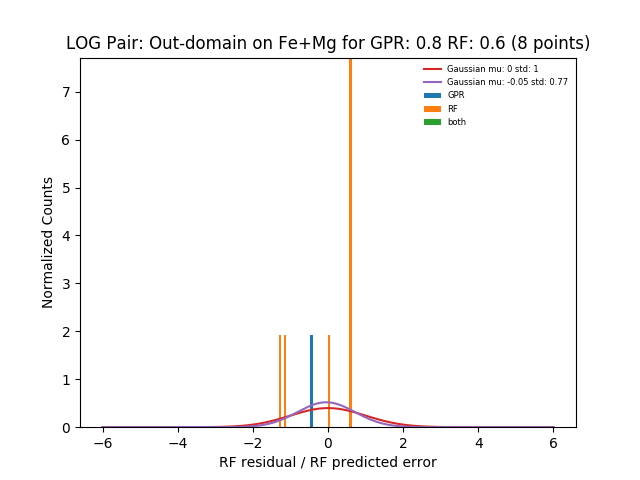 LOG Pair: Out-domain on Fe+Mg for GPR: 0.8 RF: 0.6 (8 points)
Gaussian mu: 0 std: 1
Gaussian mu: -0.05 std: 0.77
GPR
RF
both
Normalized Counts
7
6
5
4
3
2
1
0
−6 −4 −2 0 2 4 6
RF residual / RF predicted error